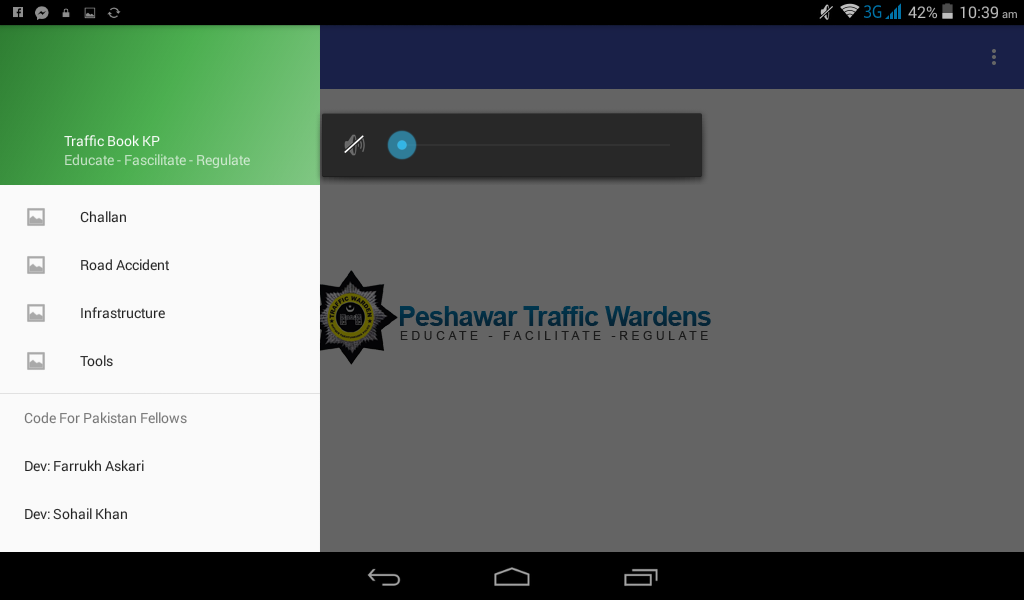 3G 42% 10:39 am
Traffic Book KP
Educate - Fascilitate - Regulate
Challan
Road Accident
Infrastructure
Tools
Code For Pakistan Fellows
Dev: Farrukh Askari
Dev: Sohail Khan
TRAFFIC WARDENS
Peshawar Traffic Wardens
EDUCATE - FACILITATE -REGULATE